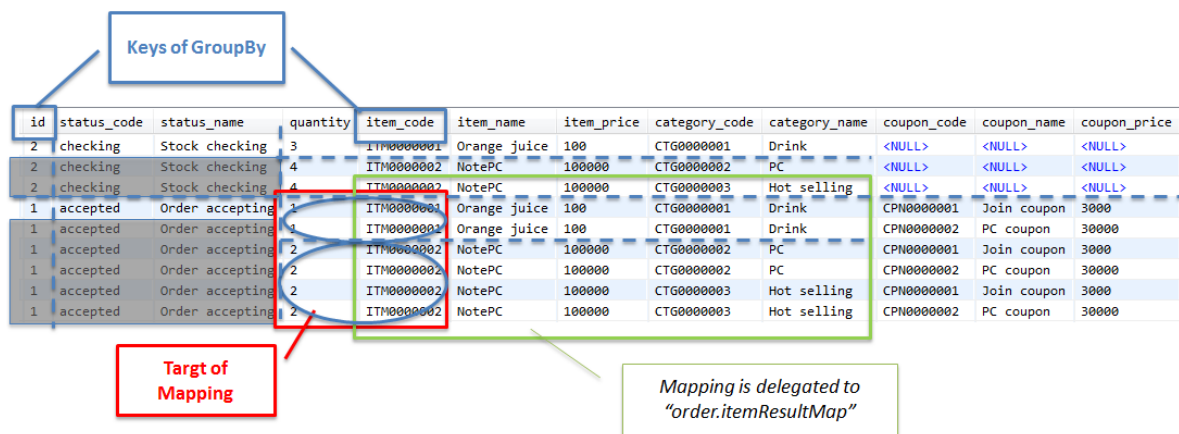 Keys of GroupBy
id status_code status_name quantity item_code item_name item_price category_code category_name coupon_code coupon_name coupon_price
2 checking Stock checking 3 ITM0000001 Orange juice 100 CTG0000001 Drink <NULL> <NULL> <NULL>
2 checking Stock checking 4 ITM0000002 NotePC 100000 CTG0000002 PC <NULL> <NULL> <NULL>
2 checking Stock checking 4 ITM0000002 NotePC 100000 CTG0000003 Hot selling <NULL> <NULL> <NULL>
1 accepted Order accepting 1 ITM0000001 Orange juice 100 CTG0000001 Drink CPN0000001 Join coupon 3000
1 accepted Order accepting 1 ITM0000001 Orange juice 100 CTG0000001 Drink CPN0000002 PC coupon 30000
1 accepted Order accepting 2 ITM0000002 NotePC 100000 CTG0000002 PC CPN0000001 Join coupon 3000
1 accepted Order accepting 2 ITM0000002 NotePC 100000 CTG0000002 PC CPN0000002 PC coupon 30000
1 accepted Order accepting 2 ITM0000002 NotePC 100000 CTG0000003 Hot selling CPN0000001 Join coupon 3000
1 accepted Order accepting 2 ITM0000002 NotePC 100000 CTG0000003 Hot selling CPN0000002 PC coupon 30000
Targt of
Mapping
Mapping is delegated to
“order.itemResultMap”